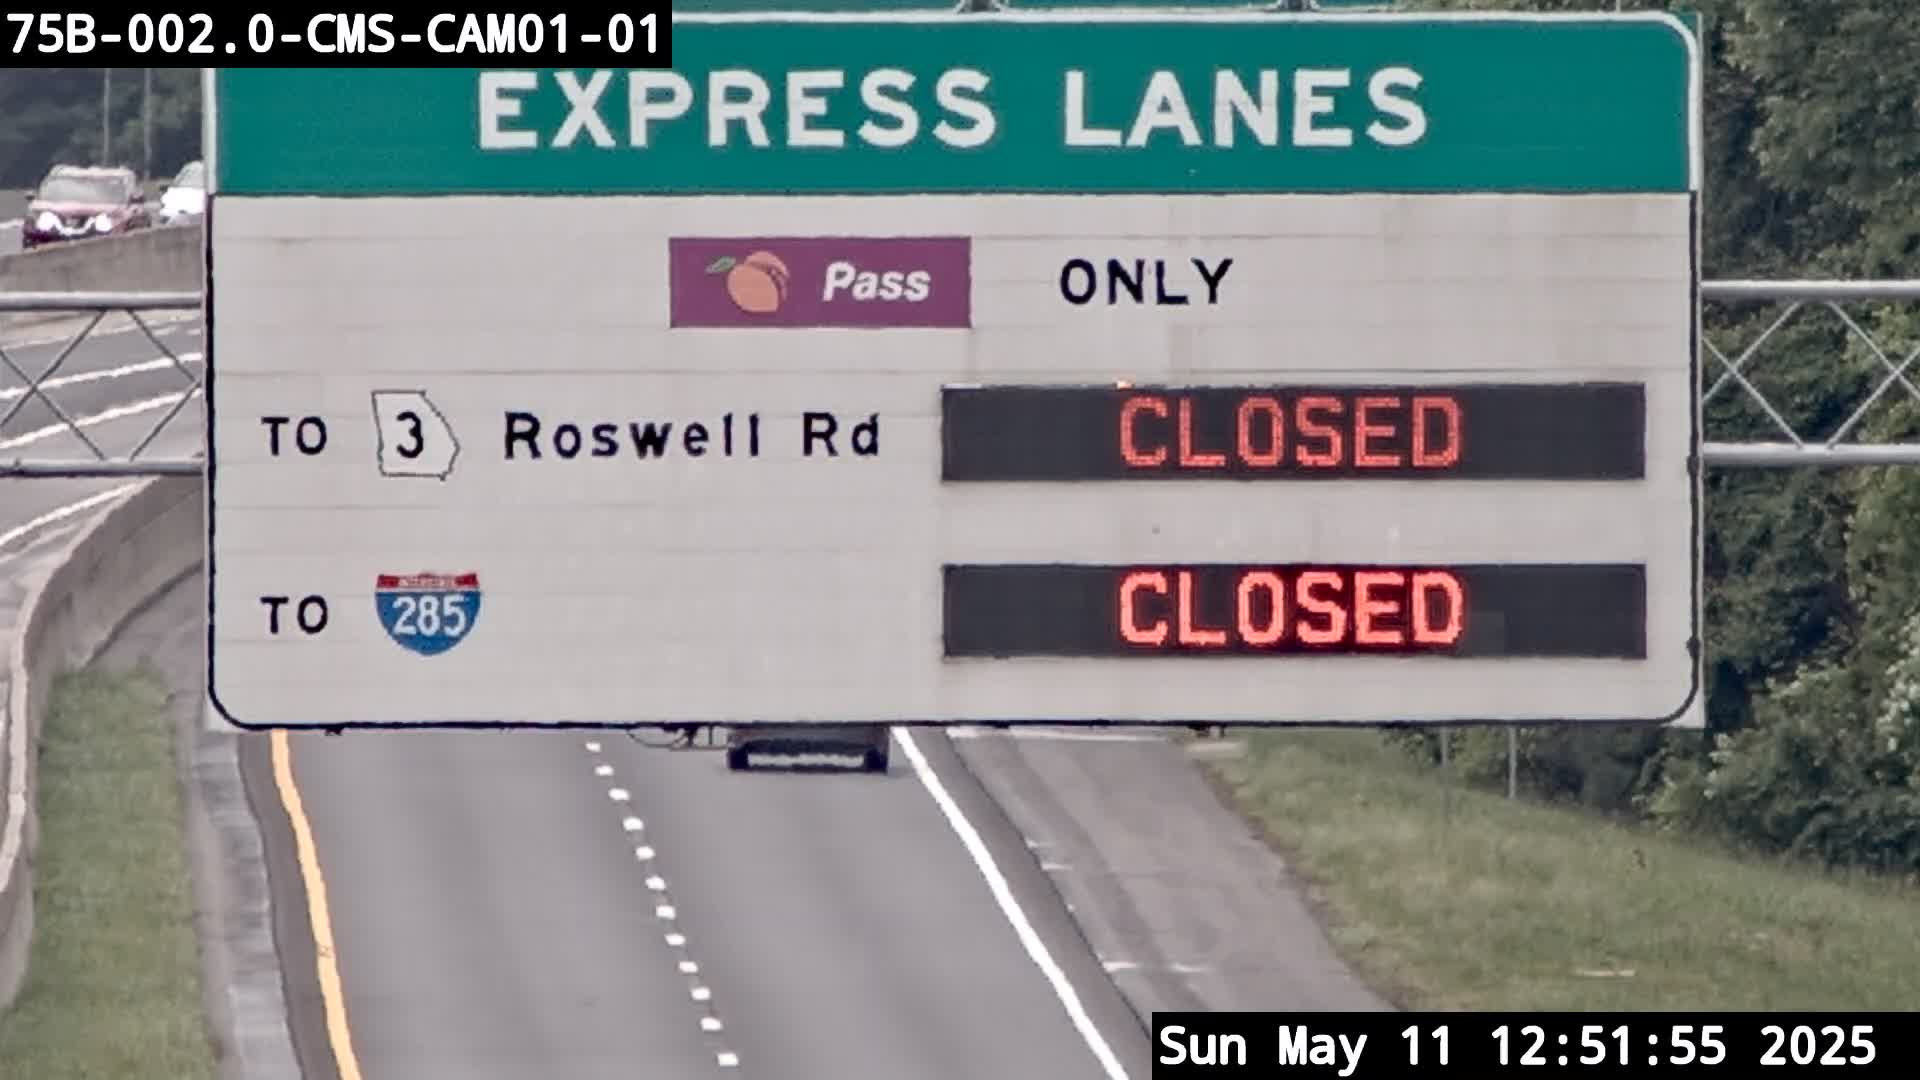 75B-002.0-CMS-CAM01-01
EXPRESS LANES
Pass ONLY
TO 3 Roswell Rd CLOSED
TO 285 CLOSED
Sun May 11 12:51:55 2025